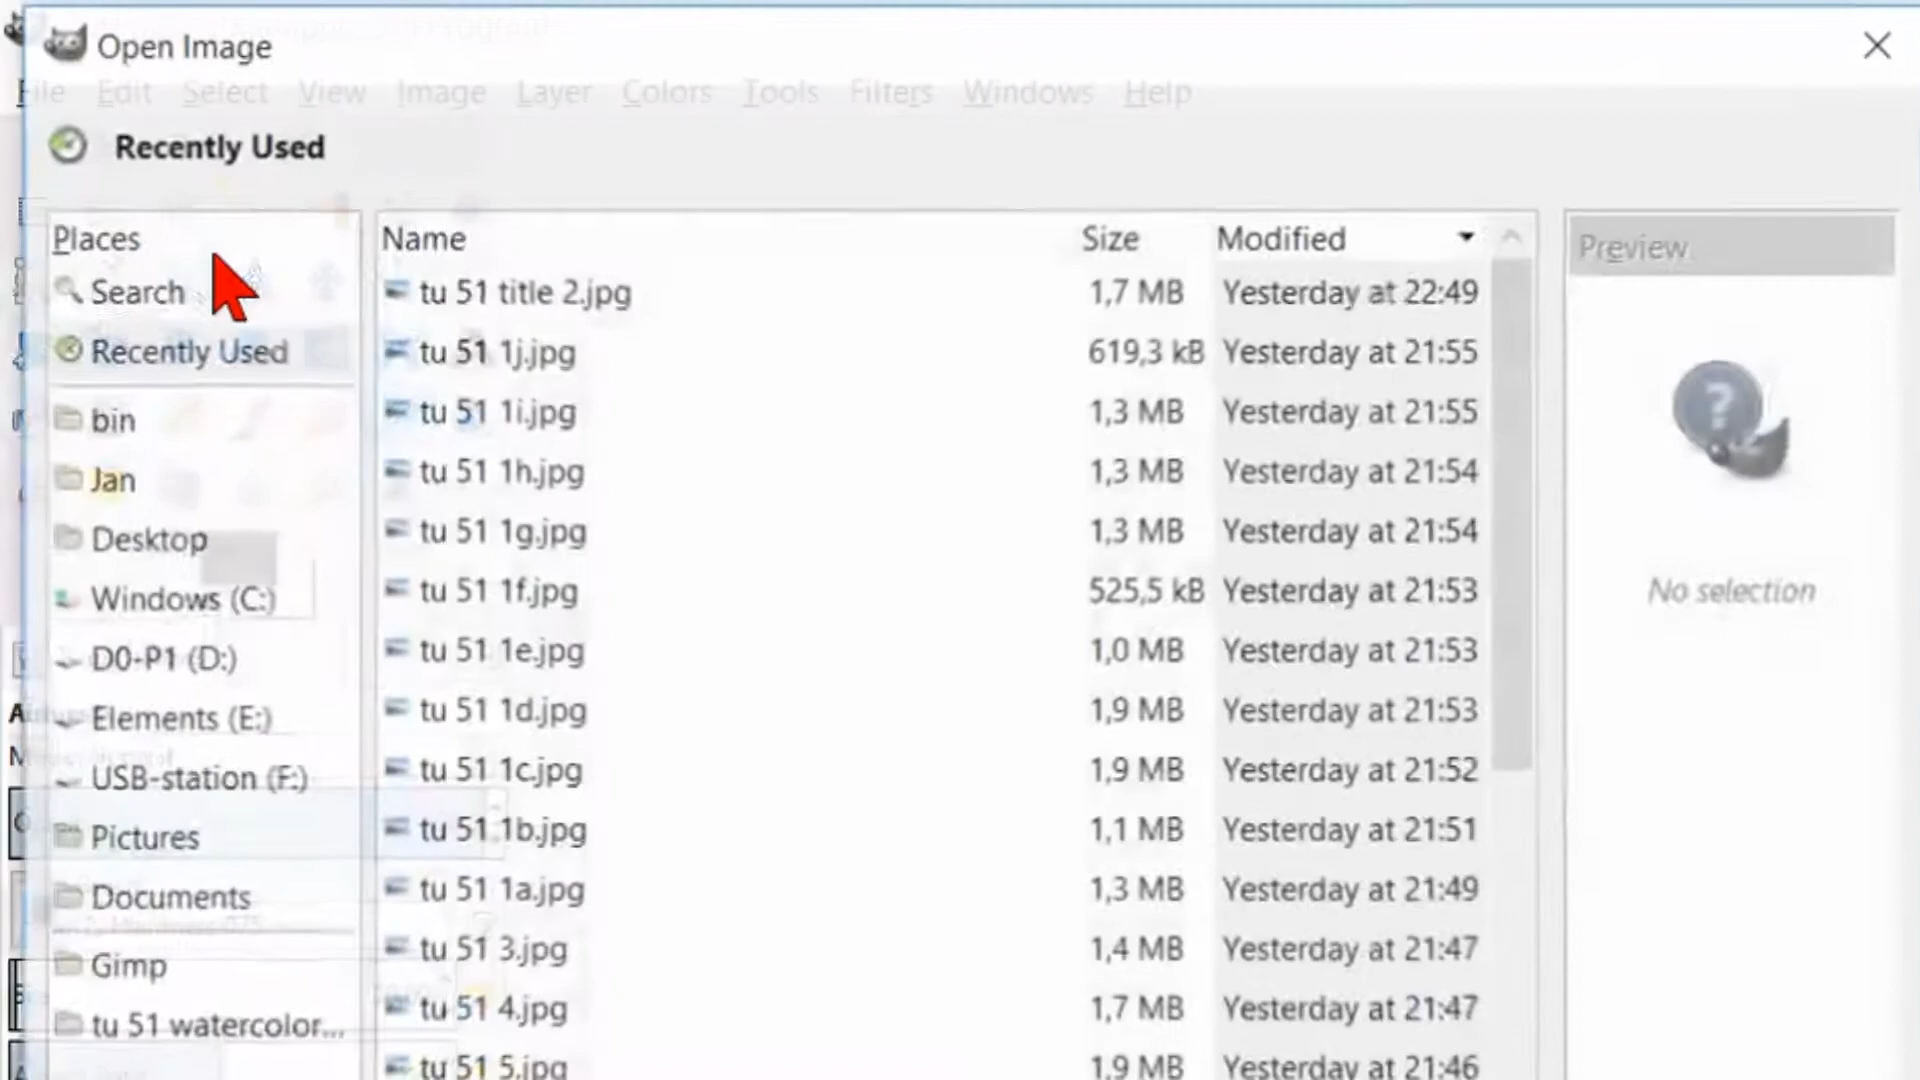 Open Image
File Edit Select View Image Layer Colors Tools Filters Windows Help
Recently Used
Places
Search
Recently Used
bin
Jan
Desktop
Windows (C:)
D0-P1 (D:)
Elements (E:)
USB-station (F:)
Pictures
Documents
Gimp
tu 51 watercolor...
Name Size Modified
tu 51 title 2.jpg 1,7 MB Yesterday at 22:49
tu 51 1j.jpg 619,3 kB Yesterday at 21:55
tu 51 1i.jpg 1,3 MB Yesterday at 21:55
tu 51 1h.jpg 1,3 MB Yesterday at 21:54
tu 51 1g.jpg 1,3 MB Yesterday at 21:54
tu 51 1f.jpg 525,5 kB Yesterday at 21:53
tu 51 1e.jpg 1,0 MB Yesterday at 21:53
tu 51 1d.jpg 1,9 MB Yesterday at 21:53
tu 51 1c.jpg 1,9 MB Yesterday at 21:52
tu 51 1b.jpg 1,1 MB Yesterday at 21:51
tu 51 1a.jpg 1,3 MB Yesterday at 21:49
tu 51 3.jpg 1,4 MB Yesterday at 21:47
tu 51 4.jpg 1,7 MB Yesterday at 21:47
tu 51 5.jpg 1,9 MB Yesterday at 21:46
Preview
No selection